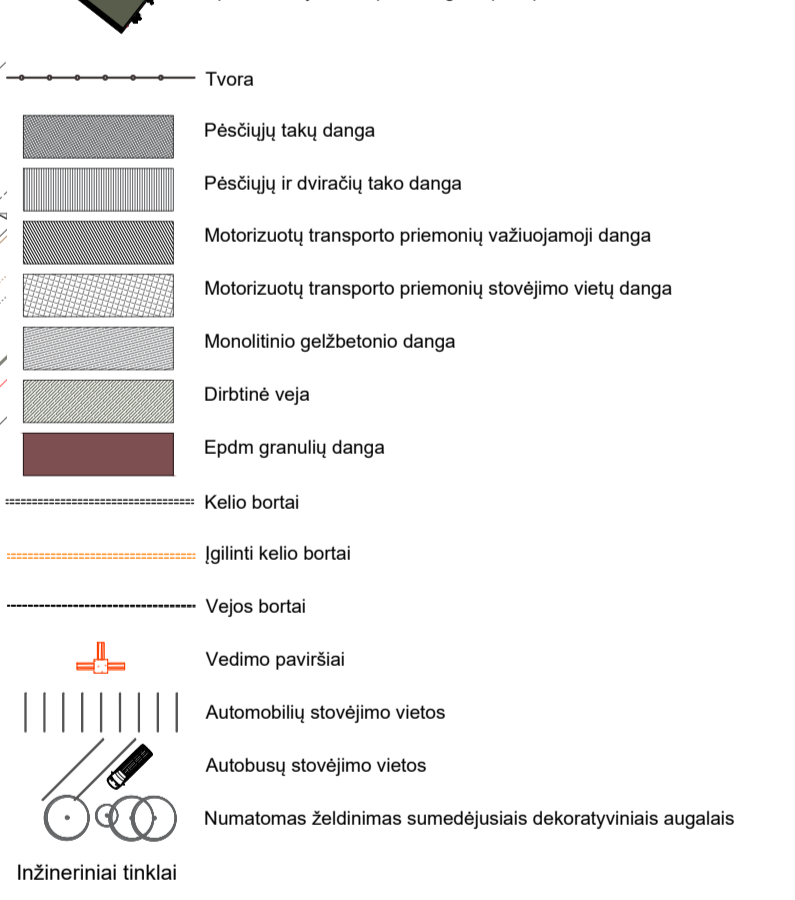 Tvora
Pėsčiųjų takų danga
Pėsčiųjų ir dviračių tako danga
Motorizuotų transporto priemonių važiuojamoji danga
Motorizuotų transporto priemonių stovėjimo vietų danga
Monolitinio gelžbetonio danga
Dirbtinė veja
Epdm granulių danga
Kelio bortai
Įgilinti kelio bortai
Vejos bortai
Vedimo paviršiai
Automobilių stovėjimo vietos
Autobusų stovėjimo vietos
Numatomas želdinimas sumedėjusiais dekoratyviniais augalais
Inžineriniai tinklai